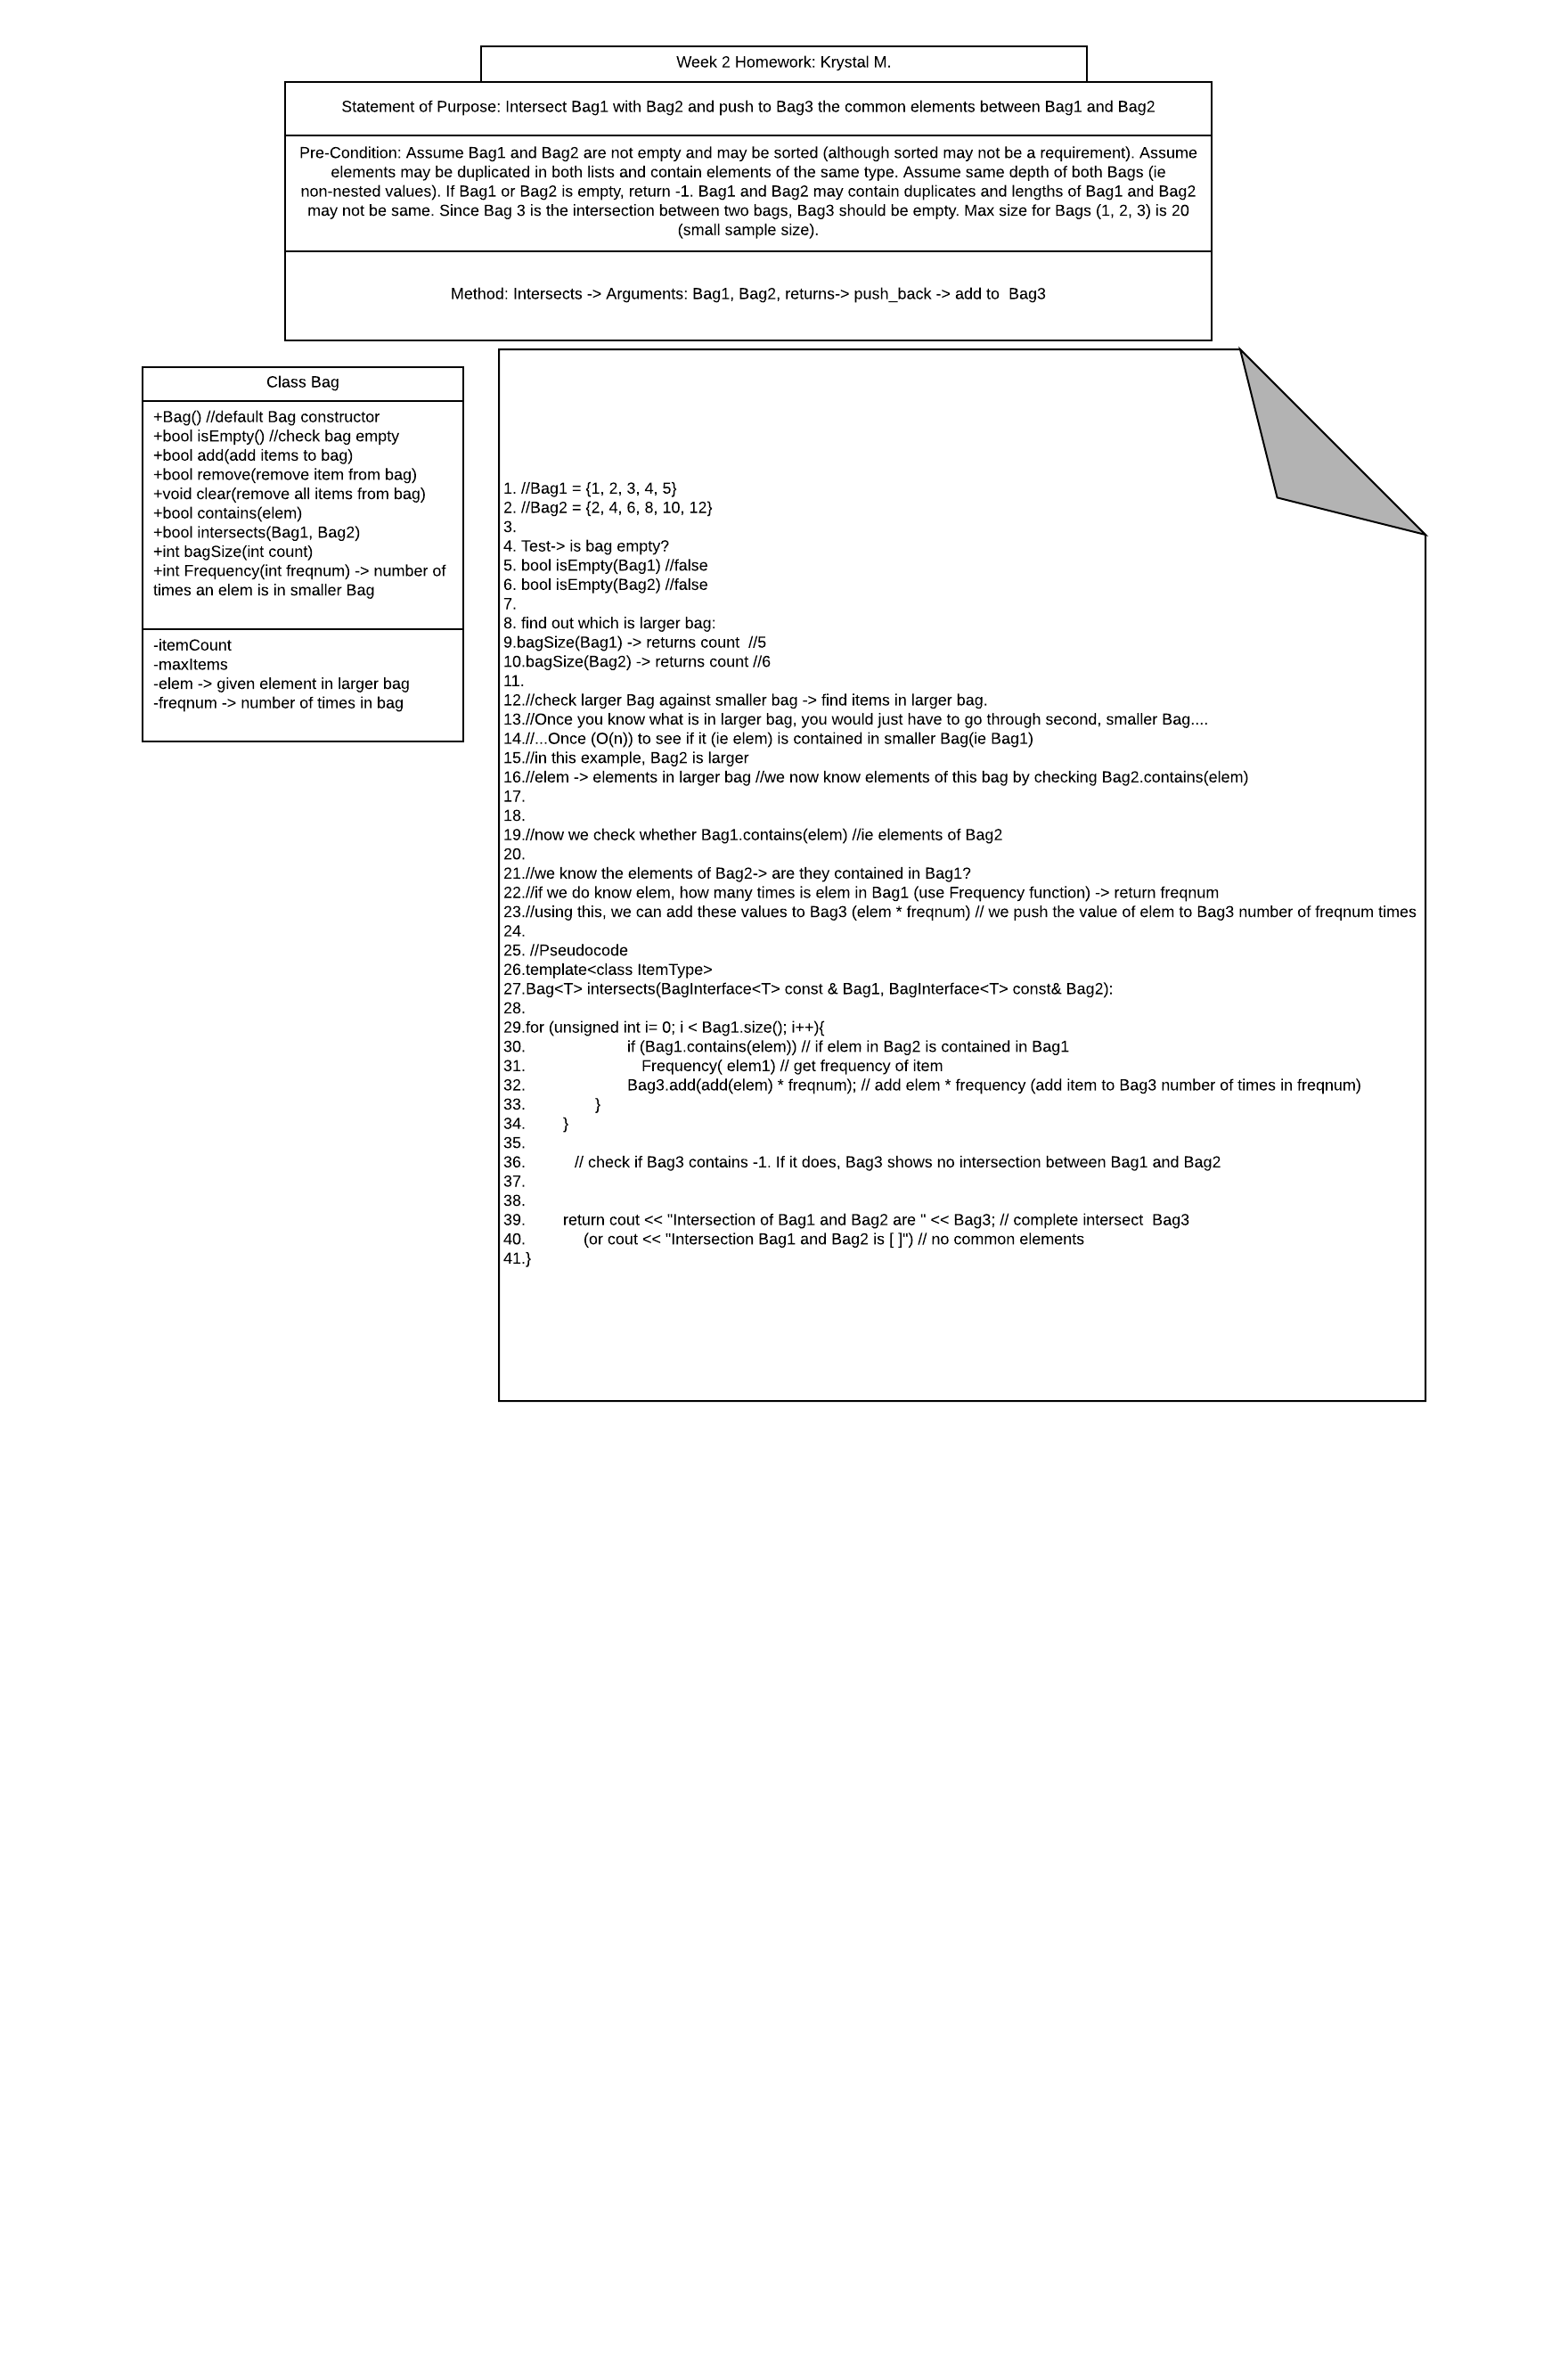 Week 2 Homework: Krystal M.
Statement of Purpose: Intersect Bag1 with Bag2 and push to Bag3 the common elements between Bag1 and Bag2
Pre-Condition: Assume Bag1 and Bag2 are not empty and may be sorted (although sorted may not be a requirement). Assume
elements may be duplicated in both lists and contain elements of the same type. Assume same depth of both Bags (ie
non-nested values). If Bag1 or Bag2 is empty, return -1. Bag1 and Bag2 may contain duplicates and lengths of Bag1 and Bag2
may not be same. Since Bag 3 is the intersection between two bags, Bag3 should be empty. Max size for Bags (1, 2, 3) is 20
(small sample size).
Method: Intersects -> Arguments: Bag1, Bag2, returns-> push_back -> add to  Bag3
Class Bag
+Bag() //default Bag constructor
+bool isEmpty() //check bag empty
+bool add(add items to bag)
+bool remove(remove item from bag)
+void clear(remove all items from bag)
+bool contains(elem)
+bool intersects(Bag1, Bag2)
+int bagSize(int count)
+int Frequency(int freqnum) -> number of
times an elem is in smaller Bag
-itemCount
-maxItems
-elem -> given element in larger bag
-freqnum -> number of times in bag
1. //Bag1 = {1, 2, 3, 4, 5}
2. //Bag2 = {2, 4, 6, 8, 10, 12}
3.
4. Test-> is bag empty?
5. bool isEmpty(Bag1) //false
6. bool isEmpty(Bag2) //false
7.
8. find out which is larger bag:
9.bagSize(Bag1) -> returns count  //5
10.bagSize(Bag2) -> returns count //6
11.
12.//check larger Bag against smaller bag -> find items in larger bag.
13.//Once you know what is in larger bag, you would just have to go through second, smaller Bag....
14.//...Once (O(n)) to see if it (ie elem) is contained in smaller Bag(ie Bag1)
15.//in this example, Bag2 is larger
16.//elem -> elements in larger bag //we now know elements of this bag by checking Bag2.contains(elem)
17.
18.
19.//now we check whether Bag1.contains(elem) //ie elements of Bag2
20.
21.//we know the elements of Bag2-> are they contained in Bag1?
22.//if we do know elem, how many times is elem in Bag1 (use Frequency function) -> return freqnum
23.//using this, we can add these values to Bag3 (elem * freqnum) // we push the value of elem to Bag3 number of freqnum times
24.
25. //Pseudocode
26.template<class ItemType>
27.Bag<T> intersects(BagInterface<T> const & Bag1, BagInterface<T> const& Bag2):
28.
29.for (unsigned int i= 0; i < Bag1.size(); i++){
30. if (Bag1.contains(elem)) // if elem in Bag2 is contained in Bag1
31. Frequency( elem1) // get frequency of item
32. Bag3.add(add(elem) * freqnum); // add elem * frequency (add item to Bag3 number of times in freqnum)
33. }
34. }
35.
36. // check if Bag3 contains -1. If it does, Bag3 shows no intersection between Bag1 and Bag2
37.
38.
39. return cout << "Intersection of Bag1 and Bag2 are " << Bag3; // complete intersect  Bag3
40. (or cout << "Intersection Bag1 and Bag2 is [ ]") // no common elements
41.}